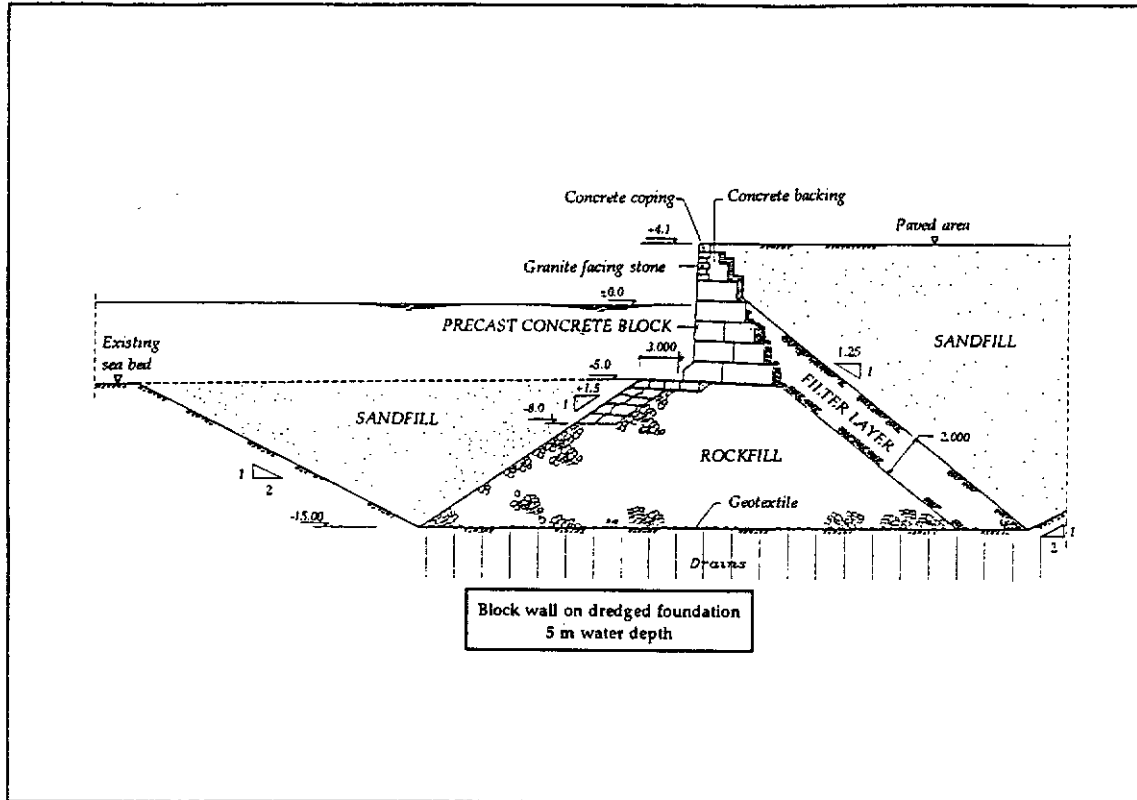 Concrete coping
Concrete backing
+4.1
Paved area
Granite facing stone
±0.0
PRECAST CONCRETE BLOCK
SANDFILL
Existing
sea bed
3.000
1.25
1
-5.0
+1.5
1
-8.0
SANDFILL
FILTER LAYER
2.000
ROCKFILL
1
2
Geotextile
-15.00
1
2
Drains
Block wall on dredged foundation
5 m water depth